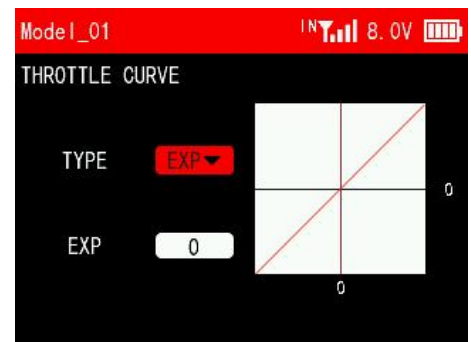 Model_01 IN 8.0V
THROTTLE CURVE
TYPE EXP
0
EXP 0
0